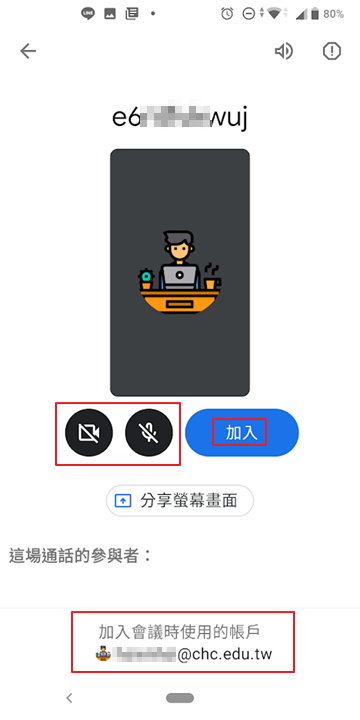 80%
加入
分享螢幕畫面
這場通話的參與者：
加入會議時使用的帳戶
@chc.edu.tw